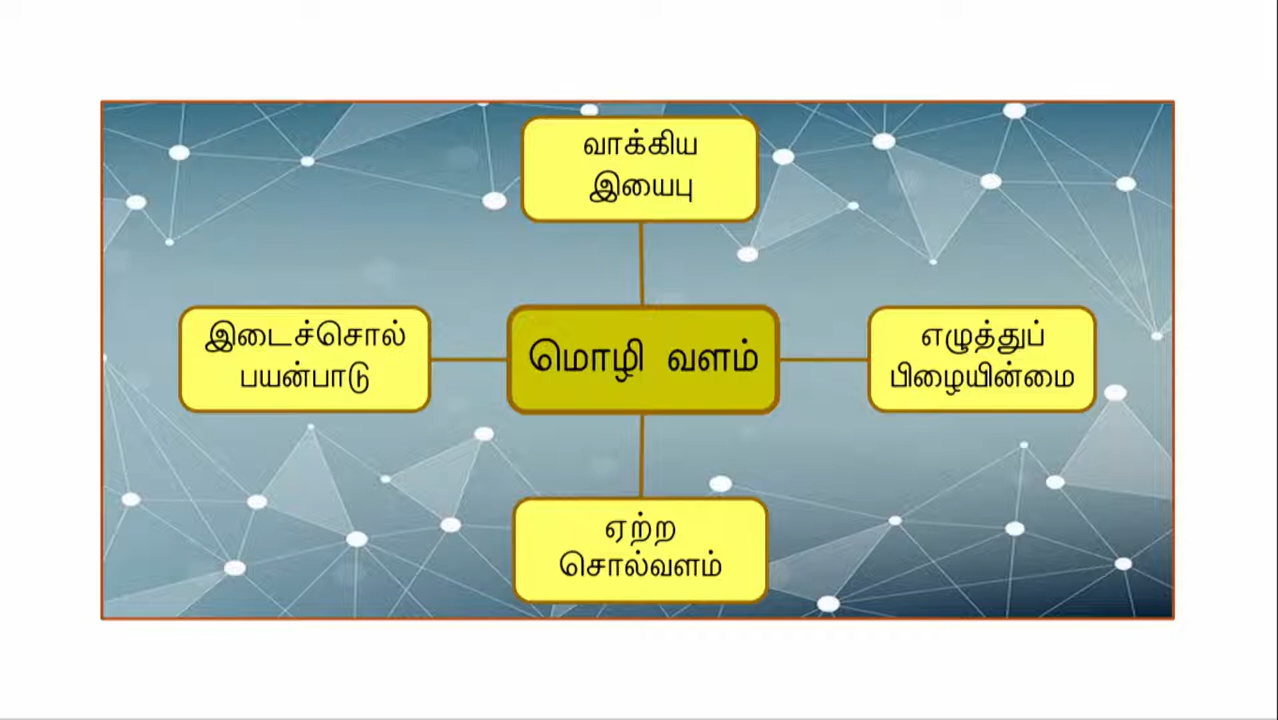 வாக்கிய
இயைபு
இடைச்சொல்
பயன்பாடு
மொழி வளம்
எழுத்துப்
பிழையின்மை
ஏற்ற
சொல்வளம்